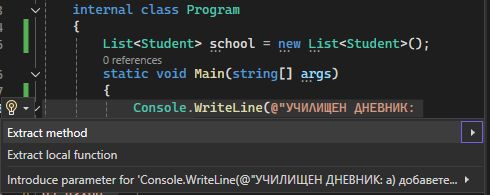 internal class Program
{
List<Student> school = new List<Student>();
0 references
static void Main(string[] args)
{
Console.WriteLine(@"УЧИЛИЩЕН ДНЕВНИК:
Extract method
Extract local function
Introduce parameter for 'Console.WriteLine(@"УЧИЛИЩЕН ДНЕВНИК: а) добавете...